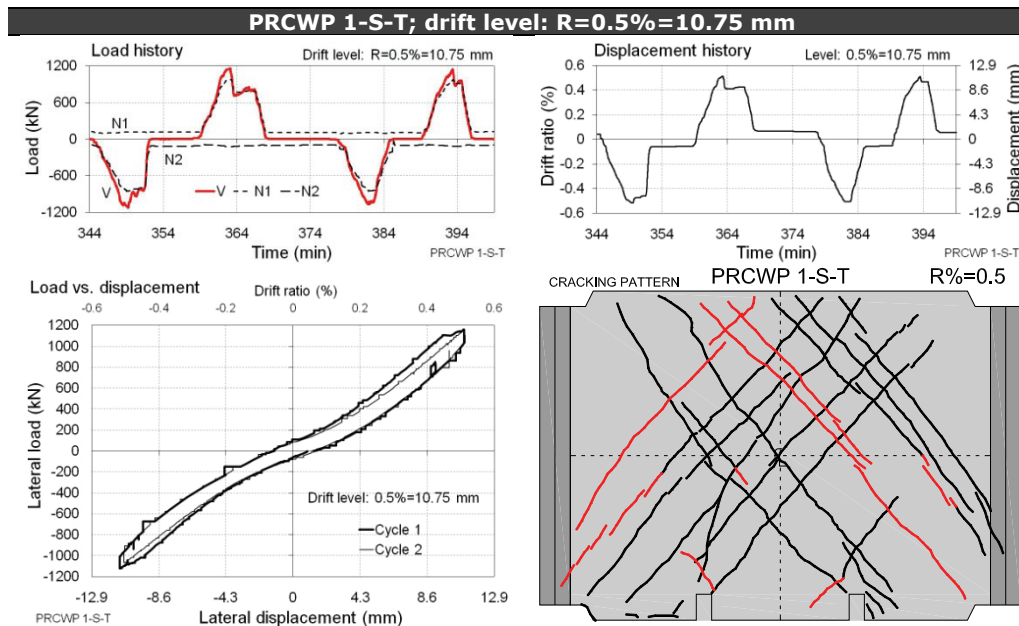 PRCWP 1-S-T; drift level: R=0.5%=10.75 mm
Load history
Drift level: R=0.5%=10.75 mm
Load (kN)
1200
600
0
-600
-1200
N1
N2
V
V N1 N2
344 354 364 374 384 394
Time (min)
PRCWP 1-S-T
Displacement history
Level: 0.5%=10.75 mm
Drift ratio (%)
0.6
0.4
0.2
0
-0.2
-0.4
-0.6
12.9
8.6
4.3
0
-4.3
-8.6
-12.9
Displacement (mm)
344 354 364 374 384 394
Time (min)
PRCWP 1-S-T
Load vs. displacement
Drift ratio (%)
-0.6 -0.4 -0.2 0 0.2 0.4 0.6
Lateral load (kN)
1200
1000
800
600
400
200
0
-200
-400
-600
-800
-1000
-1200
Drift level: 0.5%=10.75 mm
Cycle 1
Cycle 2
-12.9 -8.6 -4.3 0 4.3 8.6 12.9
PRCWP 1-S-T
Lateral displacement (mm)
CRACKING PATTERN PRCWP 1-S-T R%=0.5